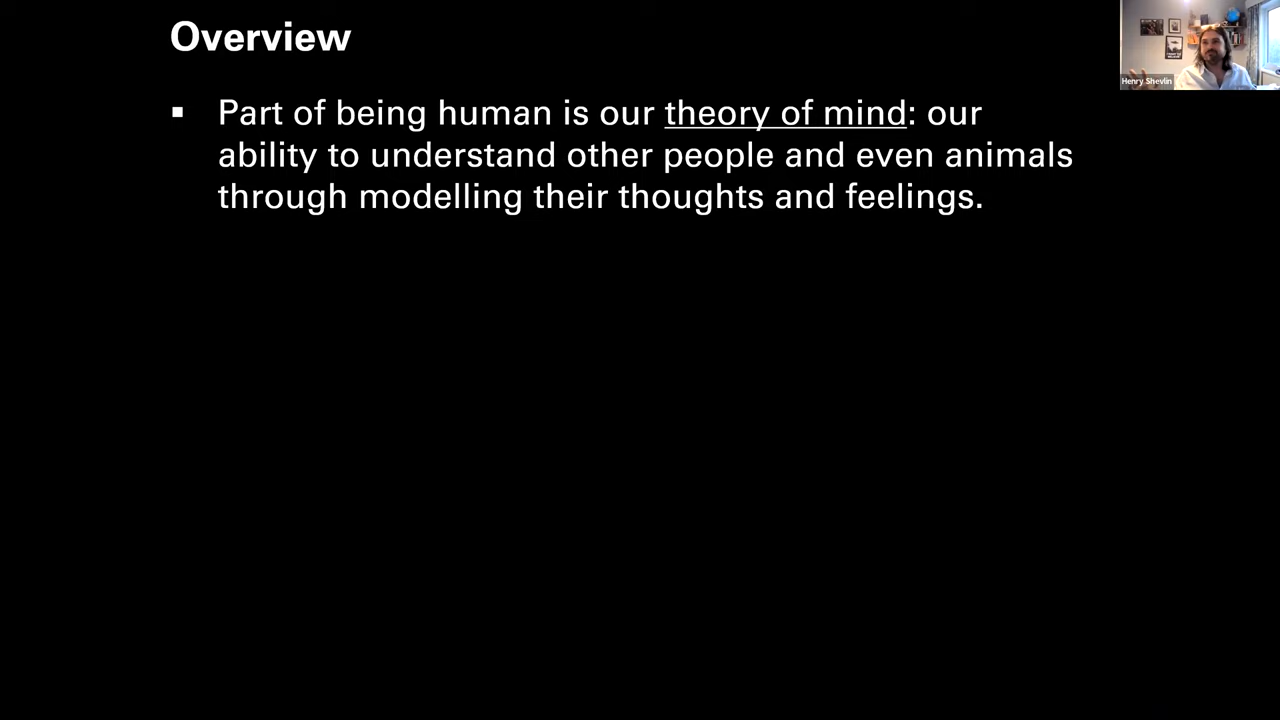 Overview
▪ Part of being human is our theory of mind: our
ability to understand other people and even animals
through modelling their thoughts and feelings.
Henry Shevlin